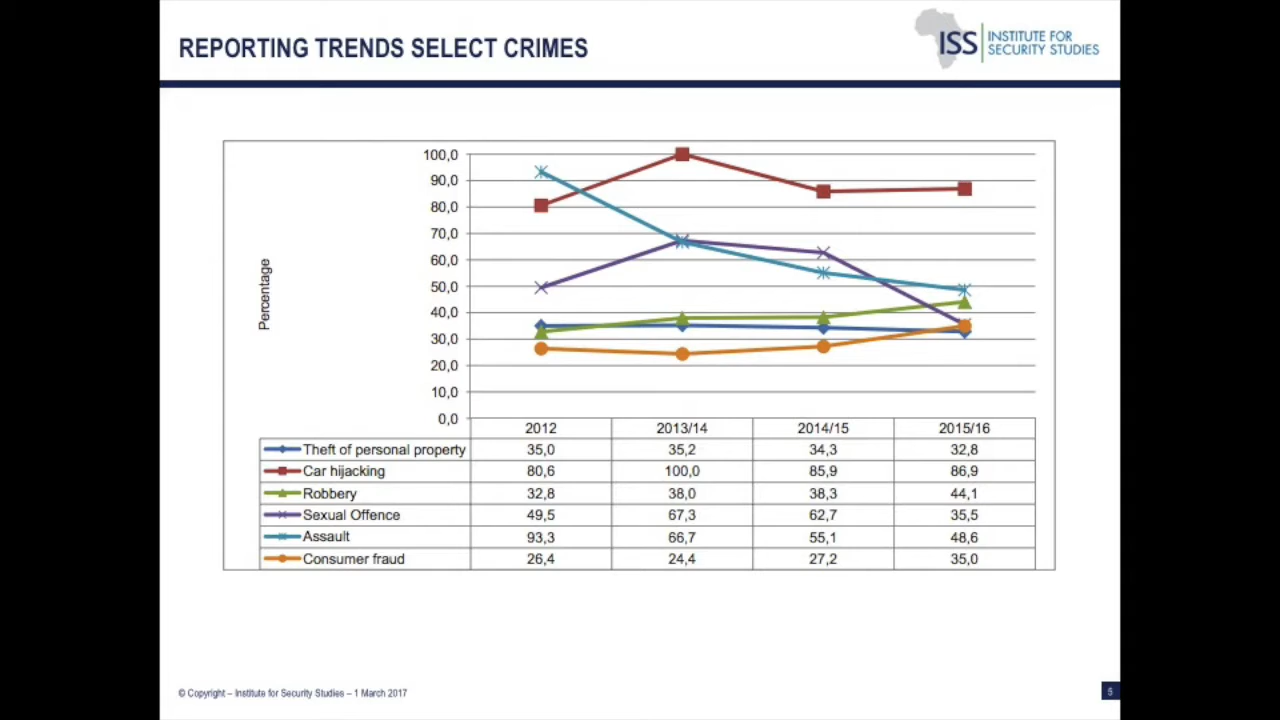 REPORTING TRENDS SELECT CRIMES
ISS INSTITUTE FOR
SECURITY STUDIES
Percentage
100,0
90,0
80,0
70,0
60,0
50,0
40,0
30,0
20,0
10,0
0,0
2012 2013/14 2014/15 2015/16
Theft of personal property 35,0 35,2 34,3 32,8
Car hijacking 80,6 100,0 85,9 86,9
Robbery 32,8 38,0 38,3 44,1
Sexual Offence 49,5 67,3 62,7 35,5
Assault 93,3 66,7 55,1 48,6
Consumer fraud 26,4 24,4 27,2 35,0
© Copyright – Institute for Security Studies – 1 March 2017
5